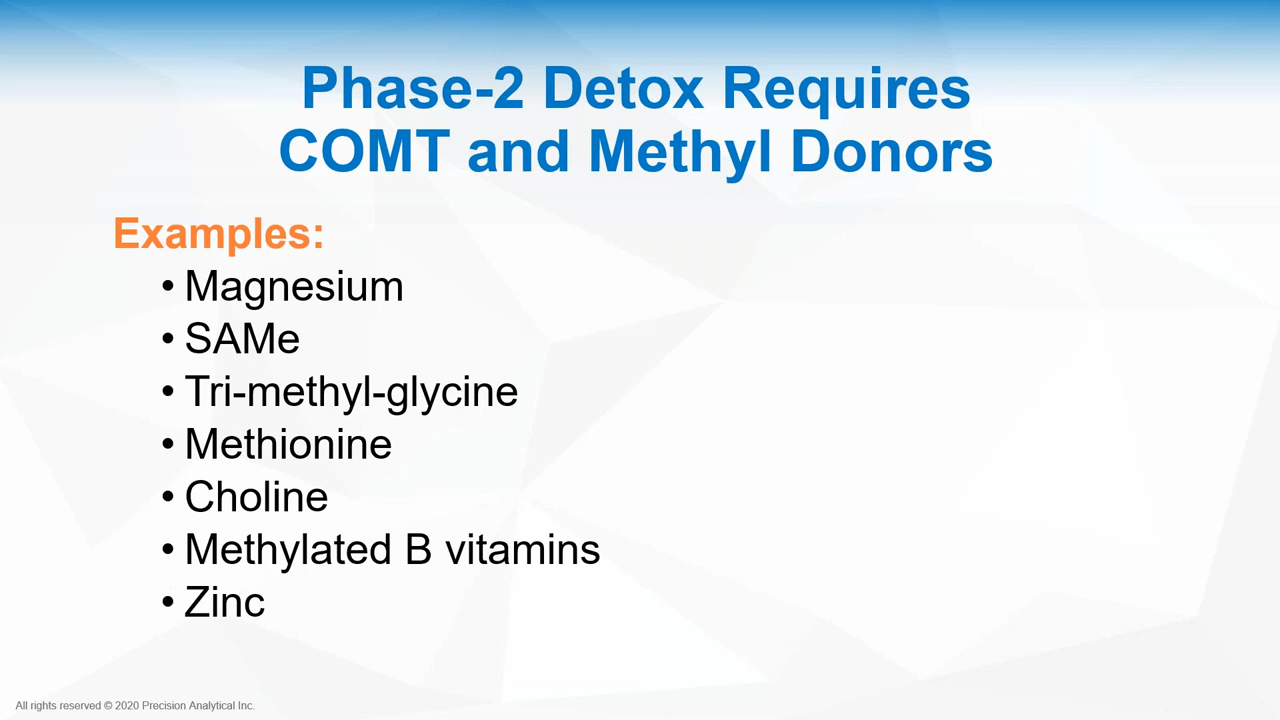 Phase-2 Detox Requires
COMT and Methyl Donors
Examples:
• Magnesium
• SAMe
• Tri-methyl-glycine
• Methionine
• Choline
• Methylated B vitamins
• Zinc
All rights reserved © 2020 Precision Analytical Inc.